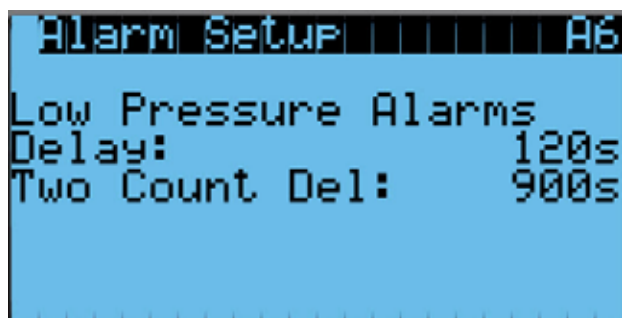 Alarm Setup A6
Low Pressure Alarms
Delay: 120s
Two Count Del: 900s